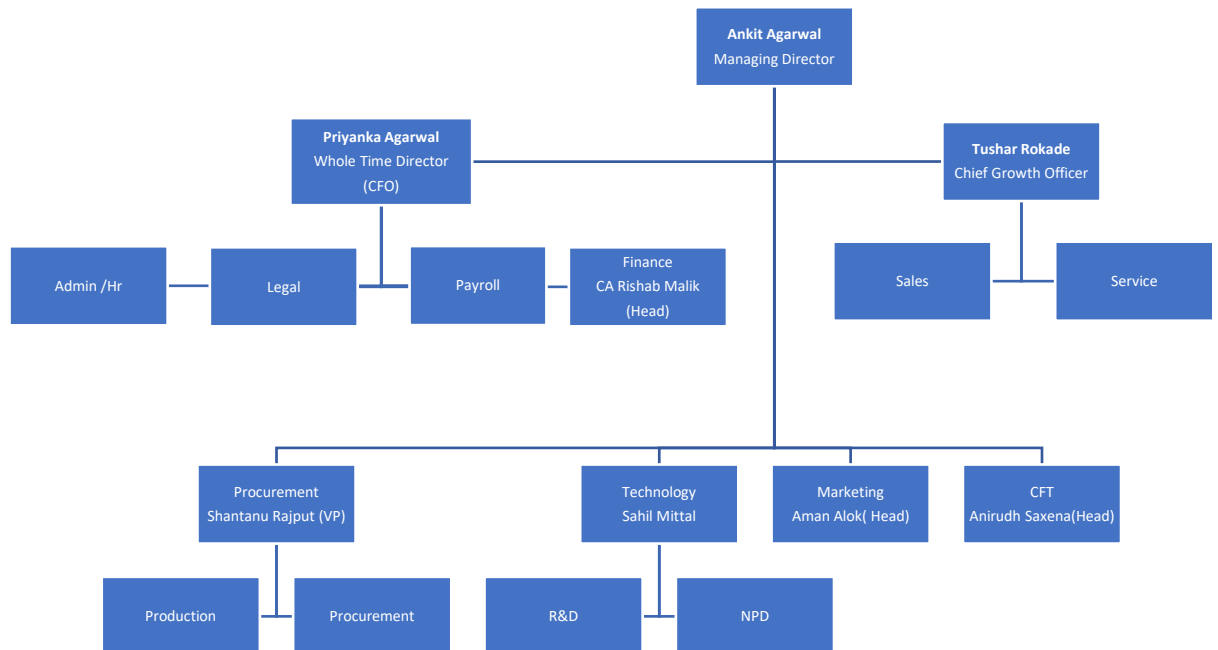 Ankit Agarwal
Managing Director
Priyanka Agarwal
Whole Time Director
(CFO)
Tushar Rokade
Chief Growth Officer
Admin /Hr
Legal
Payroll
Finance
CA Rishab Malik
(Head)
Sales
Service
Procurement
Shantanu Rajput (VP)
Technology
Sahil Mittal
Marketing
Aman Alok( Head)
CFT
Anirudh Saxena(Head)
Production
Procurement
R&D
NPD